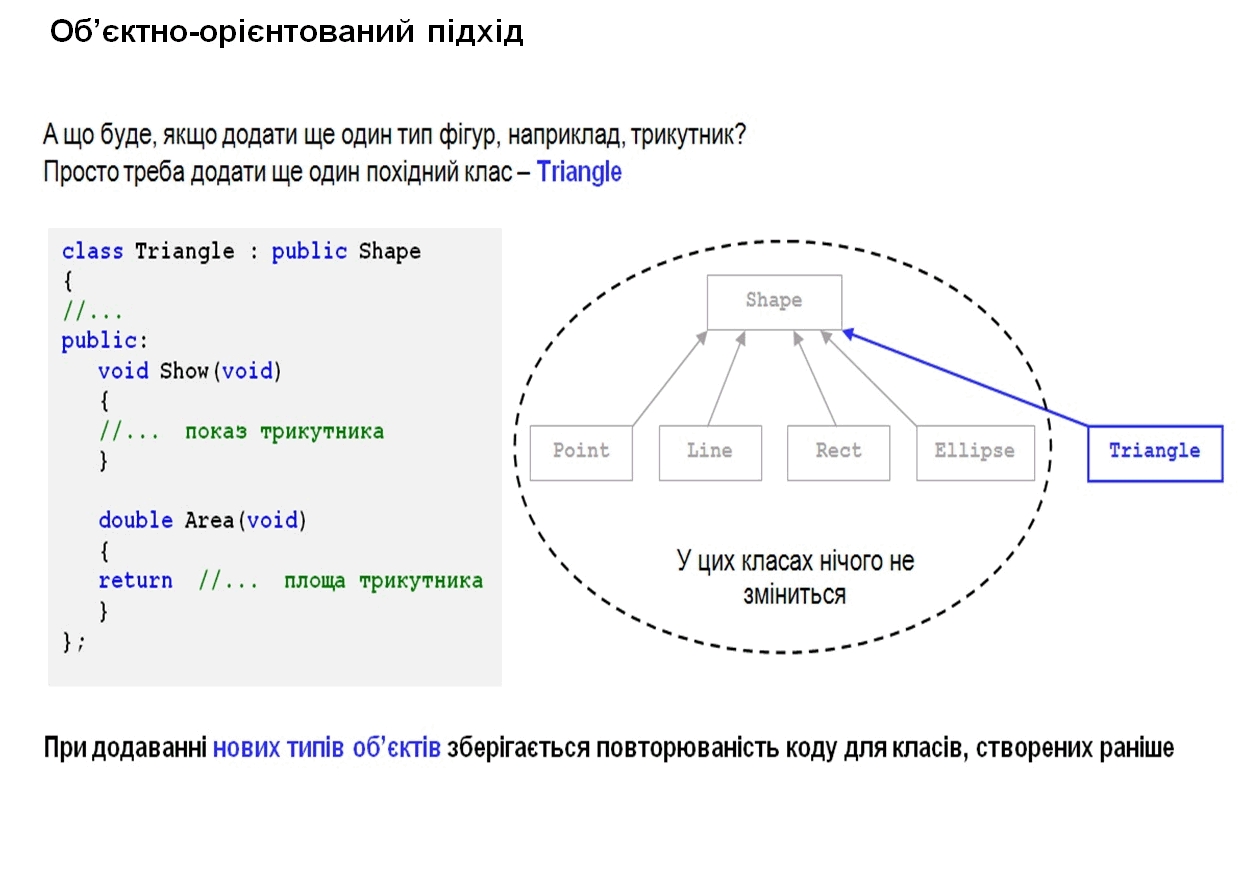 Об’єктно-орієнтований підхід
А що буде, якщо додати ще один тип фігур, наприклад, трикутник?
Просто треба додати ще один похідний клас – Triangle
class Triangle : public Shape
{
//...
public:
void Show(void)
{
//... показ трикутника
}
double Area(void)
{
return //... площа трикутника
}
};
Shape
Point Line Rect Ellipse Triangle
У цих класах нічого не
зміниться
При додаванні нових типів об’єктів зберігається повторюваність коду для класів, створених раніше